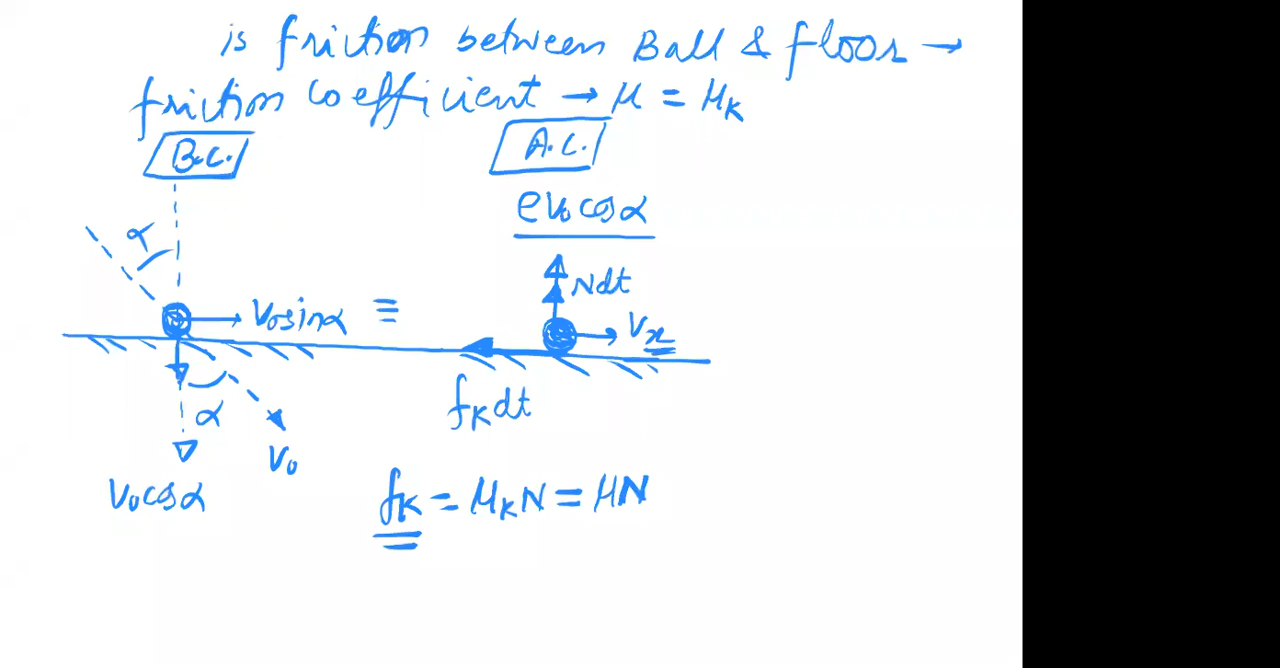 is friction between Ball & floor →
friction coefficient → μ = μK
B.C.
A.C.
eV₀cosα
α
Ndt
V₀sinα ≡
Vx
fKdt
α
V₀
V₀cosα
fK = μKN = μN